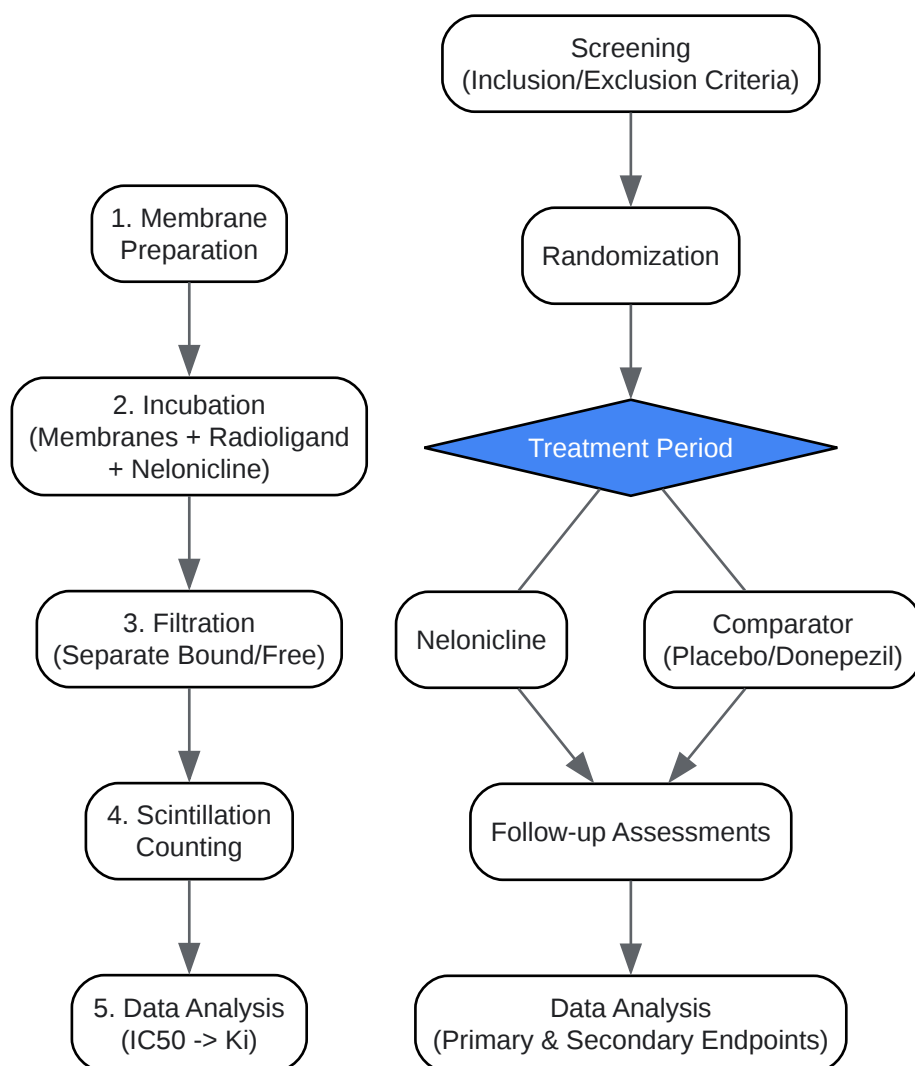 1. Membrane
Preparation
2. Incubation
(Membranes + Radioligand
+ Nelonicline)
3. Filtration
(Separate Bound/Free)
4. Scintillation
Counting
5. Data Analysis
(IC50 -> Ki)
Screening
(Inclusion/Exclusion Criteria)
Randomization
Treatment Period
Nelonicline
Comparator
(Placebo/Donepezil)
Follow-up Assessments
Data Analysis
(Primary & Secondary Endpoints)